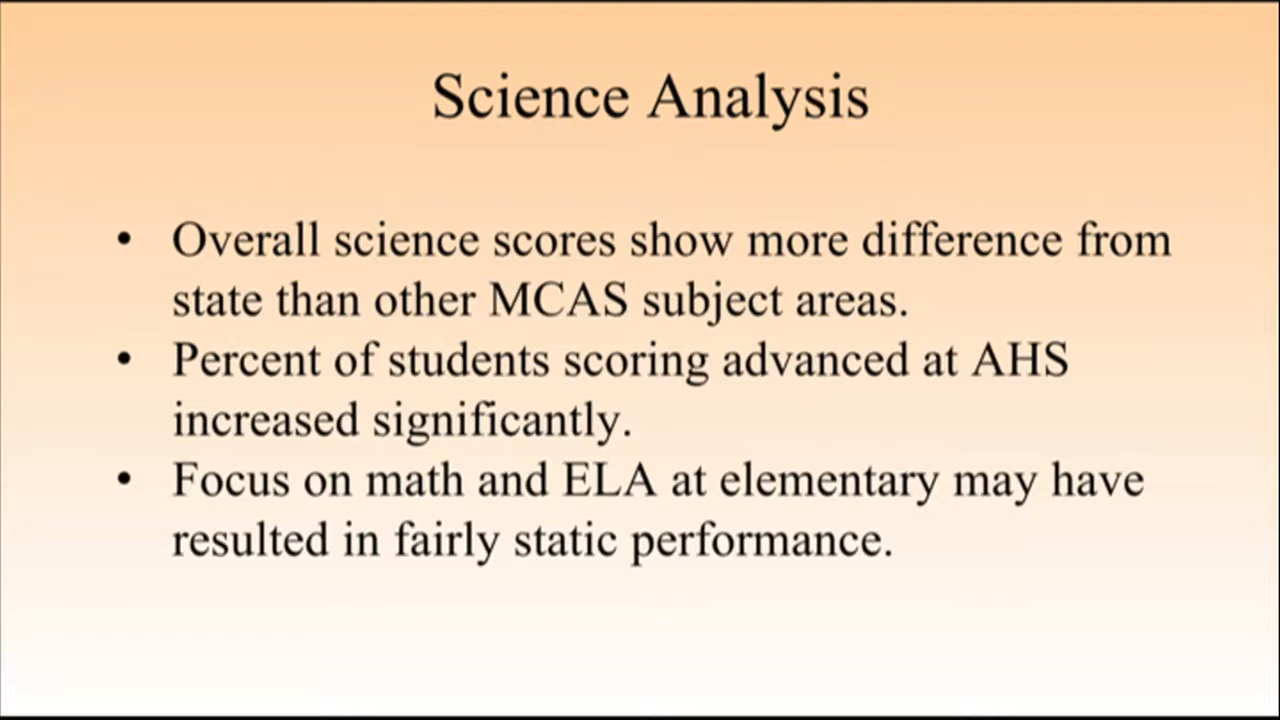 Science Analysis
• Overall science scores show more difference from
state than other MCAS subject areas.
• Percent of students scoring advanced at AHS
increased significantly.
• Focus on math and ELA at elementary may have
resulted in fairly static performance.